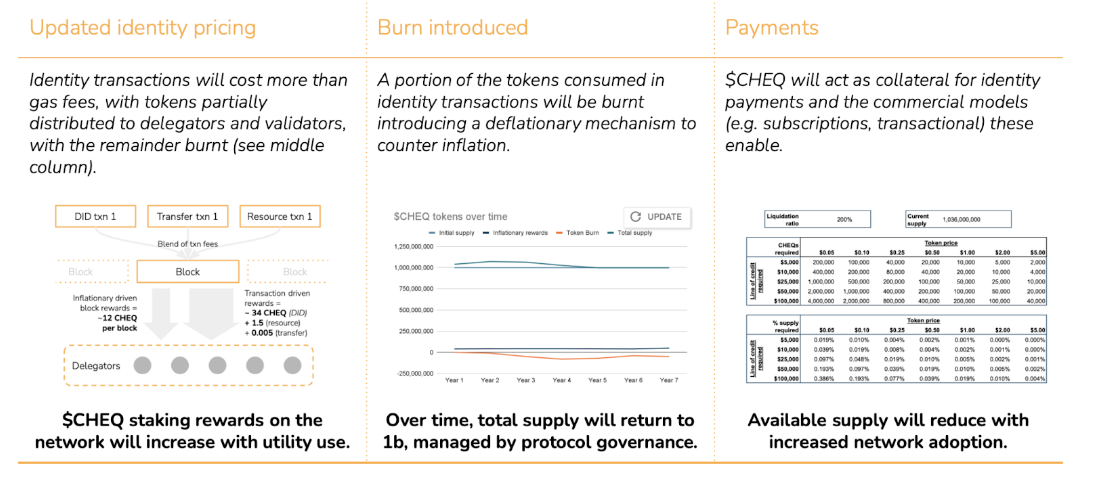 Updated identity pricing
Identity transactions will cost more than
gas fees, with tokens partially
distributed to delegators and validators,
with the remainder burnt (see middle
column).
DID txn 1
Transfer txn 1
Resource txn 1
Blend of txn fees
Block
Block
Block
Inflationary driven
block rewards =
~12 CHEQ
per block
Transaction driven
rewards =
~ 34 CHEQ (DID)
+ 1.5 (resource)
+ 0.005 (transfer)
Delegators
$CHEQ staking rewards on the
network will increase with utility use.
Burn introduced
A portion of the tokens consumed in
identity transactions will be burnt
introducing a deflationary mechanism to
counter inflation.
$CHEQ tokens over time
UPDATE
Initial supply Inflationary rewards Token Burn Total supply
1,250,000,000
1,000,000,000
750,000,000
500,000,000
250,000,000
0
-250,000,000
Year 1 Year 2 Year 3 Year 4 Year 5 Year 6 Year 7
Over time, total supply will return to
1b, managed by protocol governance.
Payments
$CHEQ will act as collateral for identity
payments and the commercial models
(e.g. subscriptions, transactional) these
enable.
Liquidation
ratio
200%
Current
supply
1,036,000,000
CHEQs
required
Token price
$0.05 $0.10 $0.25 $0.50 $1.00 $2.00 $5.00
Line of credit
required
$5,000 200,000 100,000 40,000 20,000 10,000 5,000 2,000
$10,000 400,000 200,000 80,000 40,000 20,000 10,000 4,000
$25,000 1,000,000 500,000 200,000 100,000 50,000 25,000 10,000
$50,000 2,000,000 1,000,000 400,000 200,000 100,000 50,000 20,000
$100,000 4,000,000 2,000,000 800,000 400,000 200,000 100,000 40,000
% supply
required
Token price
$0.05 $0.10 $0.25 $0.50 $1.00 $2.00 $5.00
Line of credit
required
$5,000 0.019% 0.010% 0.004% 0.002% 0.001% 0.000% 0.000%
$10,000 0.039% 0.019% 0.008% 0.004% 0.002% 0.001% 0.000%
$25,000 0.097% 0.048% 0.019% 0.010% 0.005% 0.002% 0.001%
$50,000 0.193% 0.097% 0.039% 0.019% 0.010% 0.005% 0.002%
$100,000 0.386% 0.193% 0.077% 0.039% 0.019% 0.010% 0.004%
Available supply will reduce with
increased network adoption.